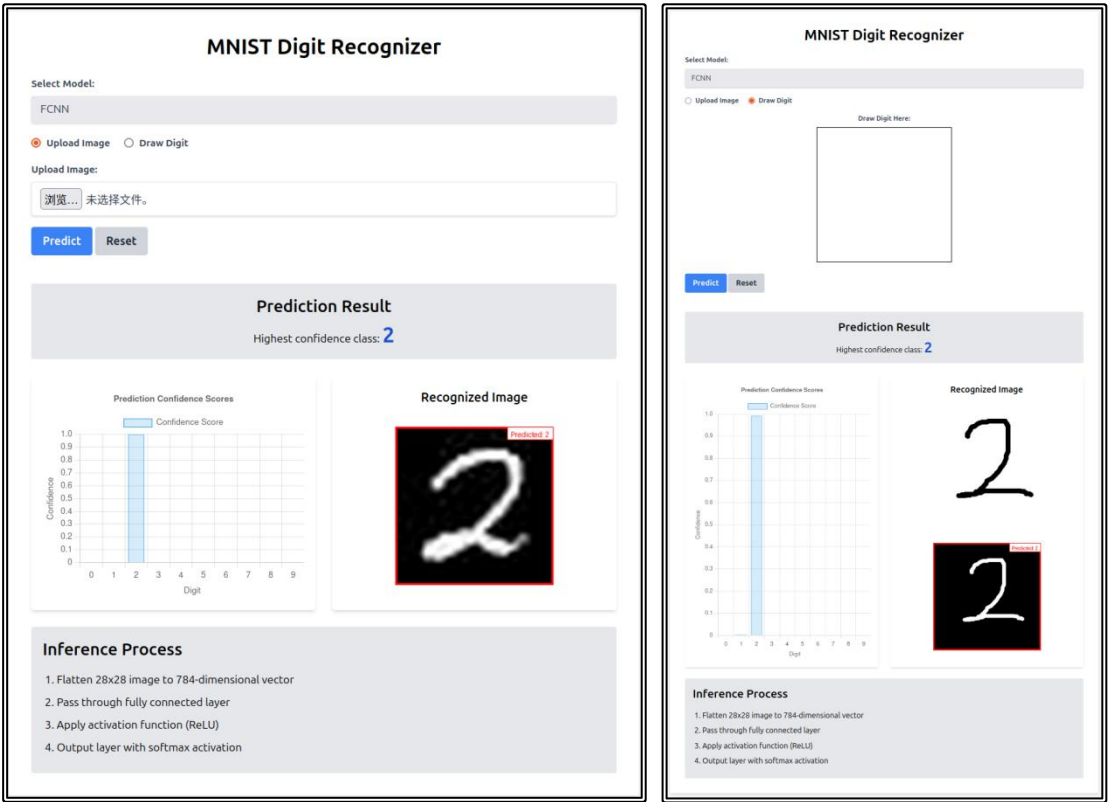 MNIST Digit Recognizer
Select Model:
FCNN
Upload Image Draw Digit
Upload Image:
浏览... 未选择文件。
Predict Reset
Prediction Result
Highest confidence class: 2
Prediction Confidence Scores
Confidence Score
1.0
0.9
0.8
0.7
0.6
0.5
0.4
0.3
0.2
0.1
0
Confidence
0 1 2 3 4 5 6 7 8 9
Digit
Recognized Image
Predicted: 2
2
Inference Process
1. Flatten 28x28 image to 784-dimensional vector
2. Pass through fully connected layer
3. Apply activation function (ReLU)
4. Output layer with softmax activation
MNIST Digit Recognizer
Select Model:
FCNN
Upload Image Draw Digit
Draw Digit Here:
Predict Reset
Prediction Result
Highest confidence class: 2
Prediction Confidence Scores
Confidence Score
1.0
0.9
0.8
0.7
0.6
0.5
0.4
0.3
0.2
0.1
0
Confidence
0 1 2 3 4 5 6 7 8 9
Digit
Recognized Image
2
Predicted: 2
2
Inference Process
1. Flatten 28x28 image to 784-dimensional vector
2. Pass through fully connected layer
3. Apply activation function (ReLU)
4. Output layer with softmax activation